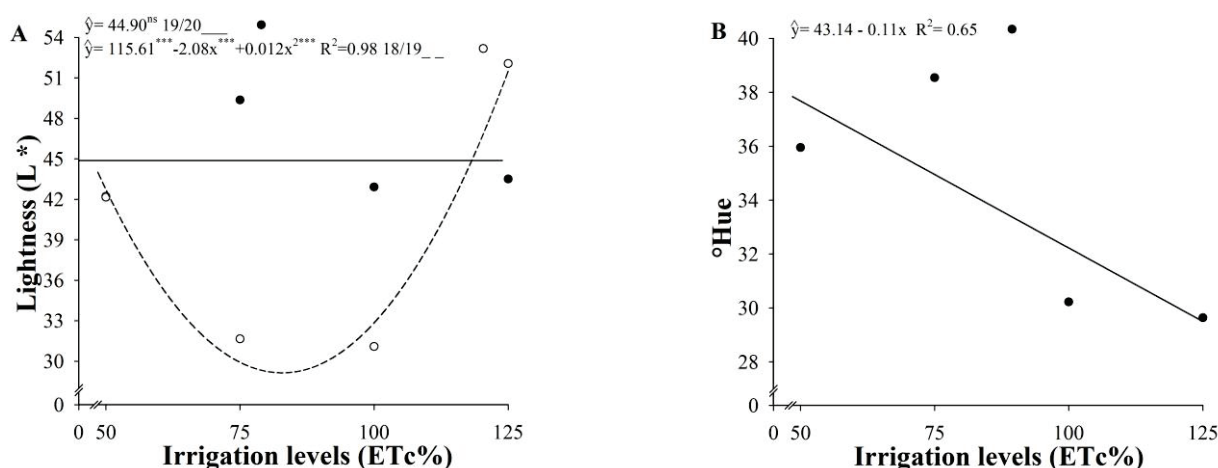 A
ŷ= 44.90ns 19/20___
ŷ= 115.61***-2.08x***+0.012x2*** R2=0.98 18/19_ _
54
51
48
45
42
39
36
33
30
0
Lightness (L *)
0 50 75 100 125
Irrigation levels (ETc%)
B
ŷ= 43.14 - 0.11x R2= 0.65
40
38
36
34
32
30
28
0
°Hue
0 50 75 100 125
Irrigation levels (ETc%)